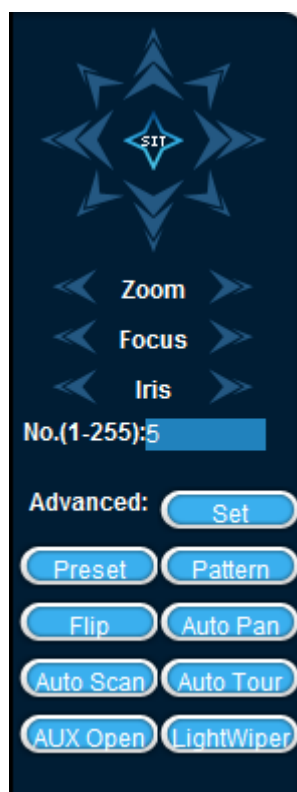 SIT
Zoom
Focus
Iris
No.(1-255):5
Advanced: Set
Preset Pattern
Flip Auto Pan
Auto Scan Auto Tour
AUX Open LightWiper